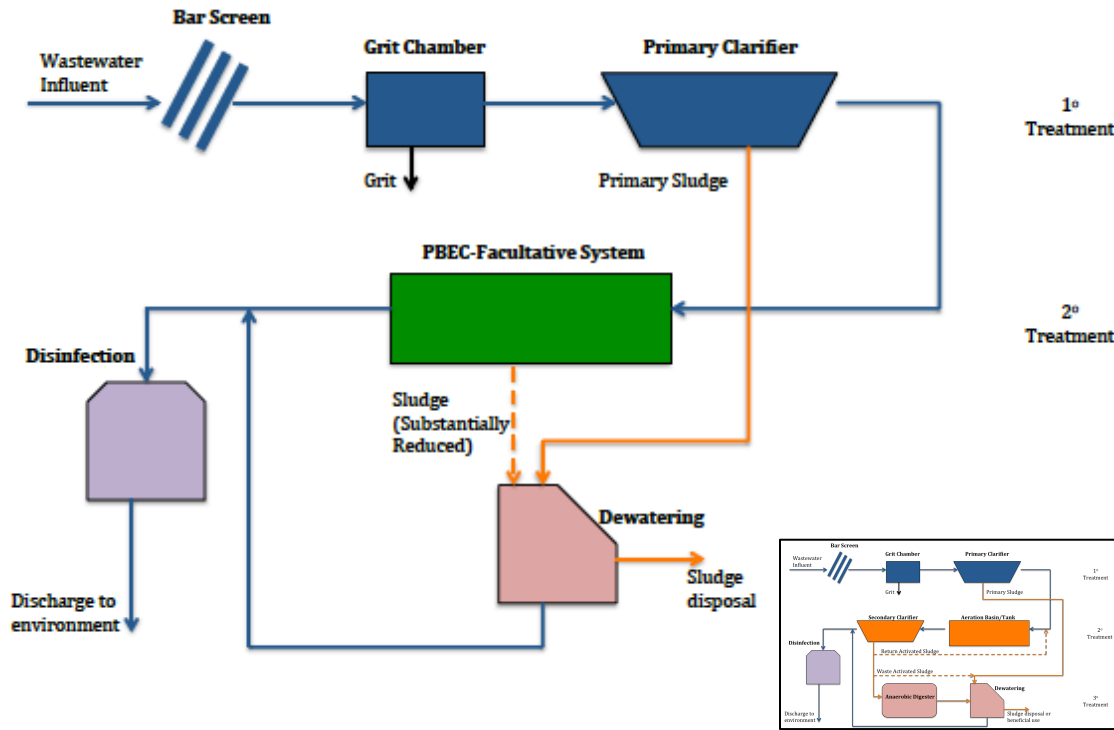 Bar Screen
Wastewater
Influent
Grit Chamber
Primary Clarifier
1º
Treatment
Grit
Primary Sludge
PBEC-Facultative System
2º
Treatment
Disinfection
Sludge
(Substantially
Reduced)
Dewatering
Sludge
disposal
Discharge to
environment
Bar Screen
Wastewater
Influent
Grit Chamber
Primary Clarifier
1º
Treatment
Grit
Primary Sludge
Secondary Clarifier
Aeration Basin/Tank
2º
Treatment
Disinfection
Return Activated Sludge
Waste Activated Sludge
Dewatering
Anaerobic Digester
3º
Treatment
Discharge to
environment
Sludge disposal or
beneficial use